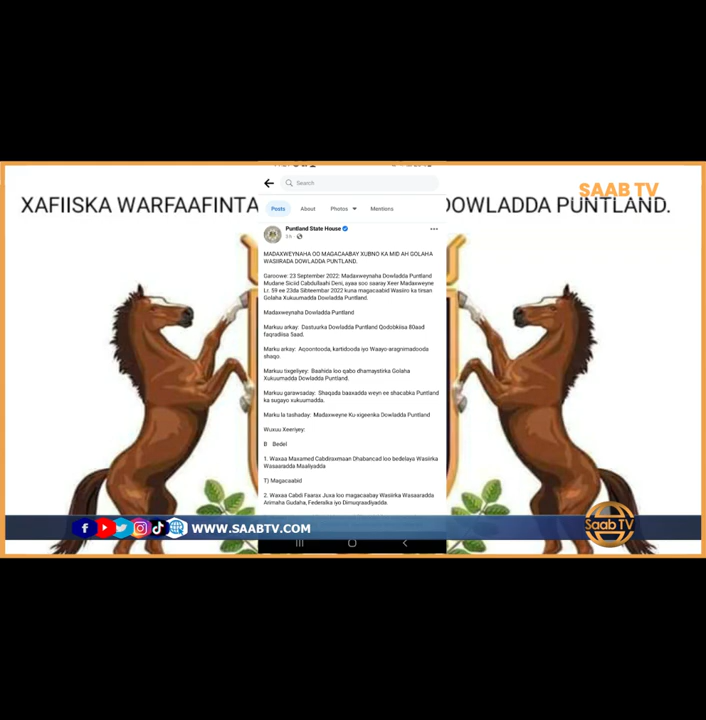 SAAB TV
XAFIISKA WARFAAFINTA
DOWLADDA PUNTLAND.
Search
Posts About Photos Mentions
Puntland State House
MADAXWEYNAHA OO MAGACAABAY XUBNO KA MID AH GOLAHA
WASIIRADA DOWLADDA PUNTLAND.
Garoowe: 23 September 2022: Madaxweynaha Dowladda Puntland
Mudane Siciid Cabdullaahi Deni, ayaa soo saaray Xeer Madaxweyne
Lr. 59 ee 23da Sibteembar 2022 kuna magacaabid Wasiiro ka tirsan
Golaha Xukuumadda Dowladda Puntland.
Madaxweynaha Dowladda Puntland
Markuu arkay: Dastuurka Dowladda Puntland Qodobkiisa 80aad
faqradiisa 5aad.
Marku arkay: Aqoontooda, kartidooda iyo Waayo-aragnimadooda
shaqo.
Markuu tixgeliyey: Baahida loo qabo dhamaystirka Golaha
Xukuumadda Dowladda Puntland.
Markuu garawsaday: Shaqada baaxadda weyn ee shacabka Puntland
ka sugayo xukuumadda.
Marku la tashaday: Madaxweyne Ku xigeenka Dowladda Puntland
Wuxuu Xeeriyey:
B Bedel
1. Waxaa Maxamed Cabdiraxmaan Dhabancad loo bedelaya Wasiirka
Wasaaradda Maaliyadda
T) Magacaabid
2. Waxaa Cabdi Faarax Juxa loo magacaabay Wasiirka Wasaaradda
Arimaha Gudaha, Federaalka iyo Dimuqraadiyadda.
WWW.SAABTV.COM
Saab TV